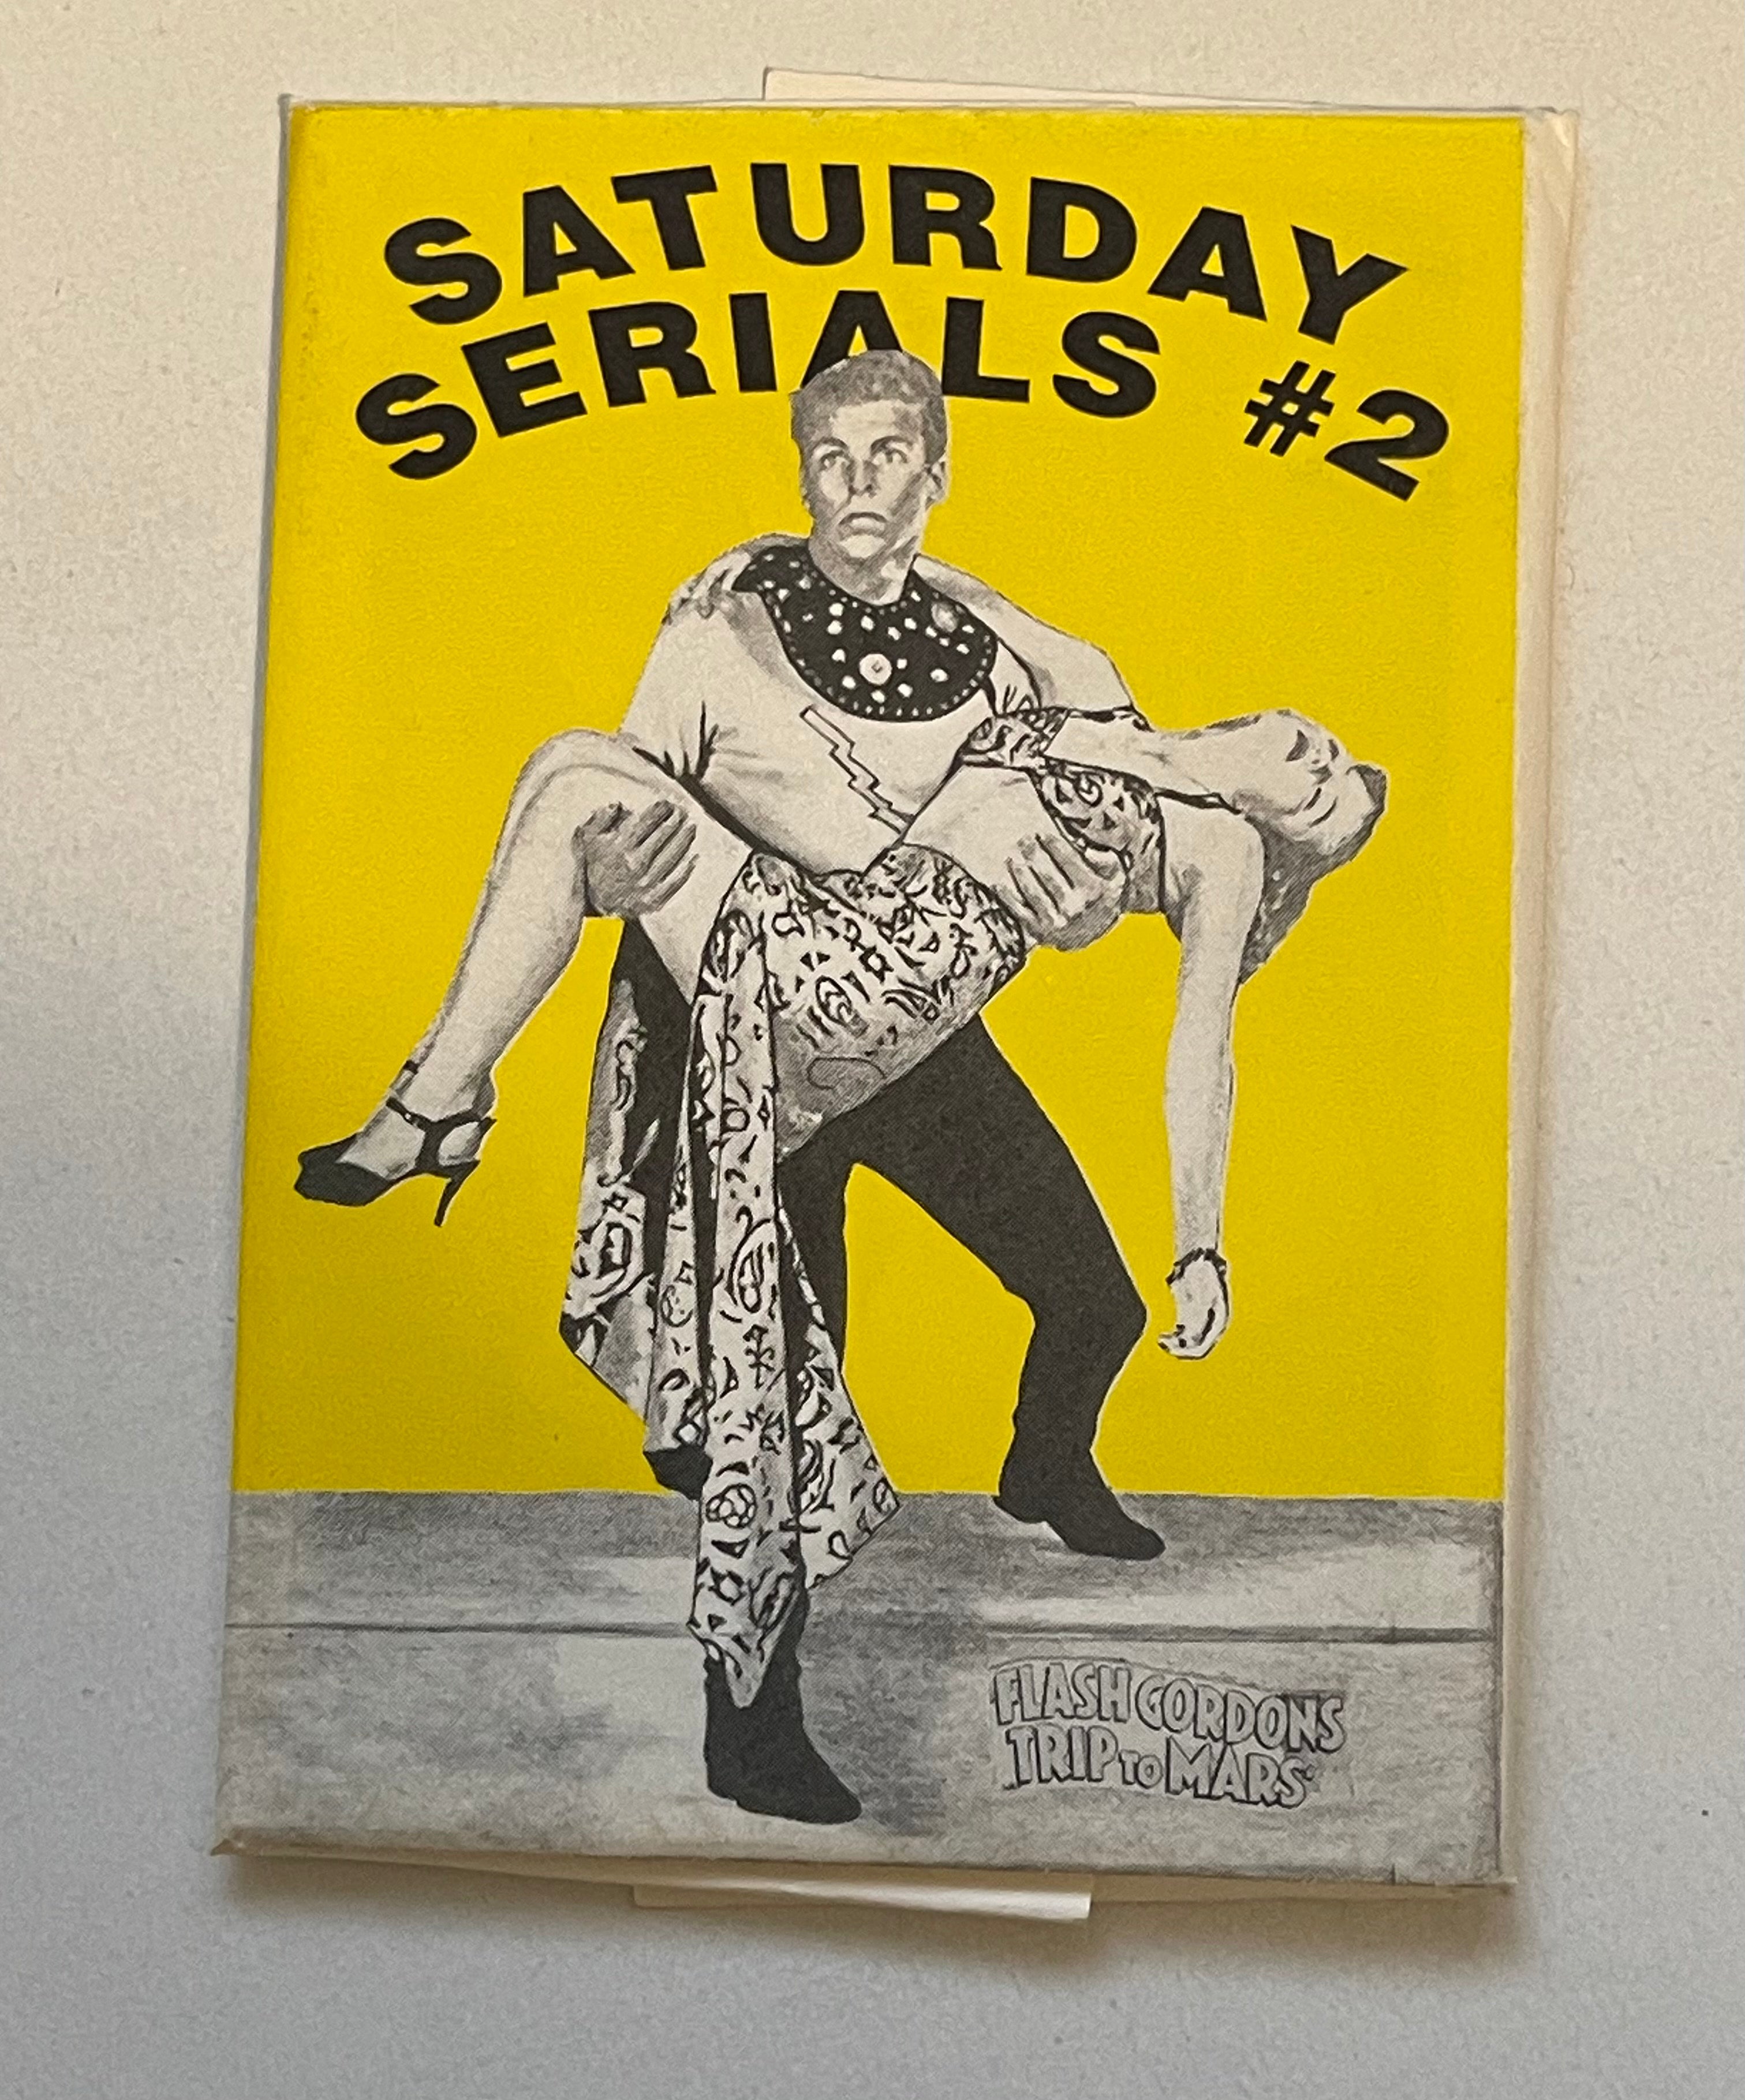 SATURDAY
SERIALS #2
FLASH GORDONS
TRIP TO MARS